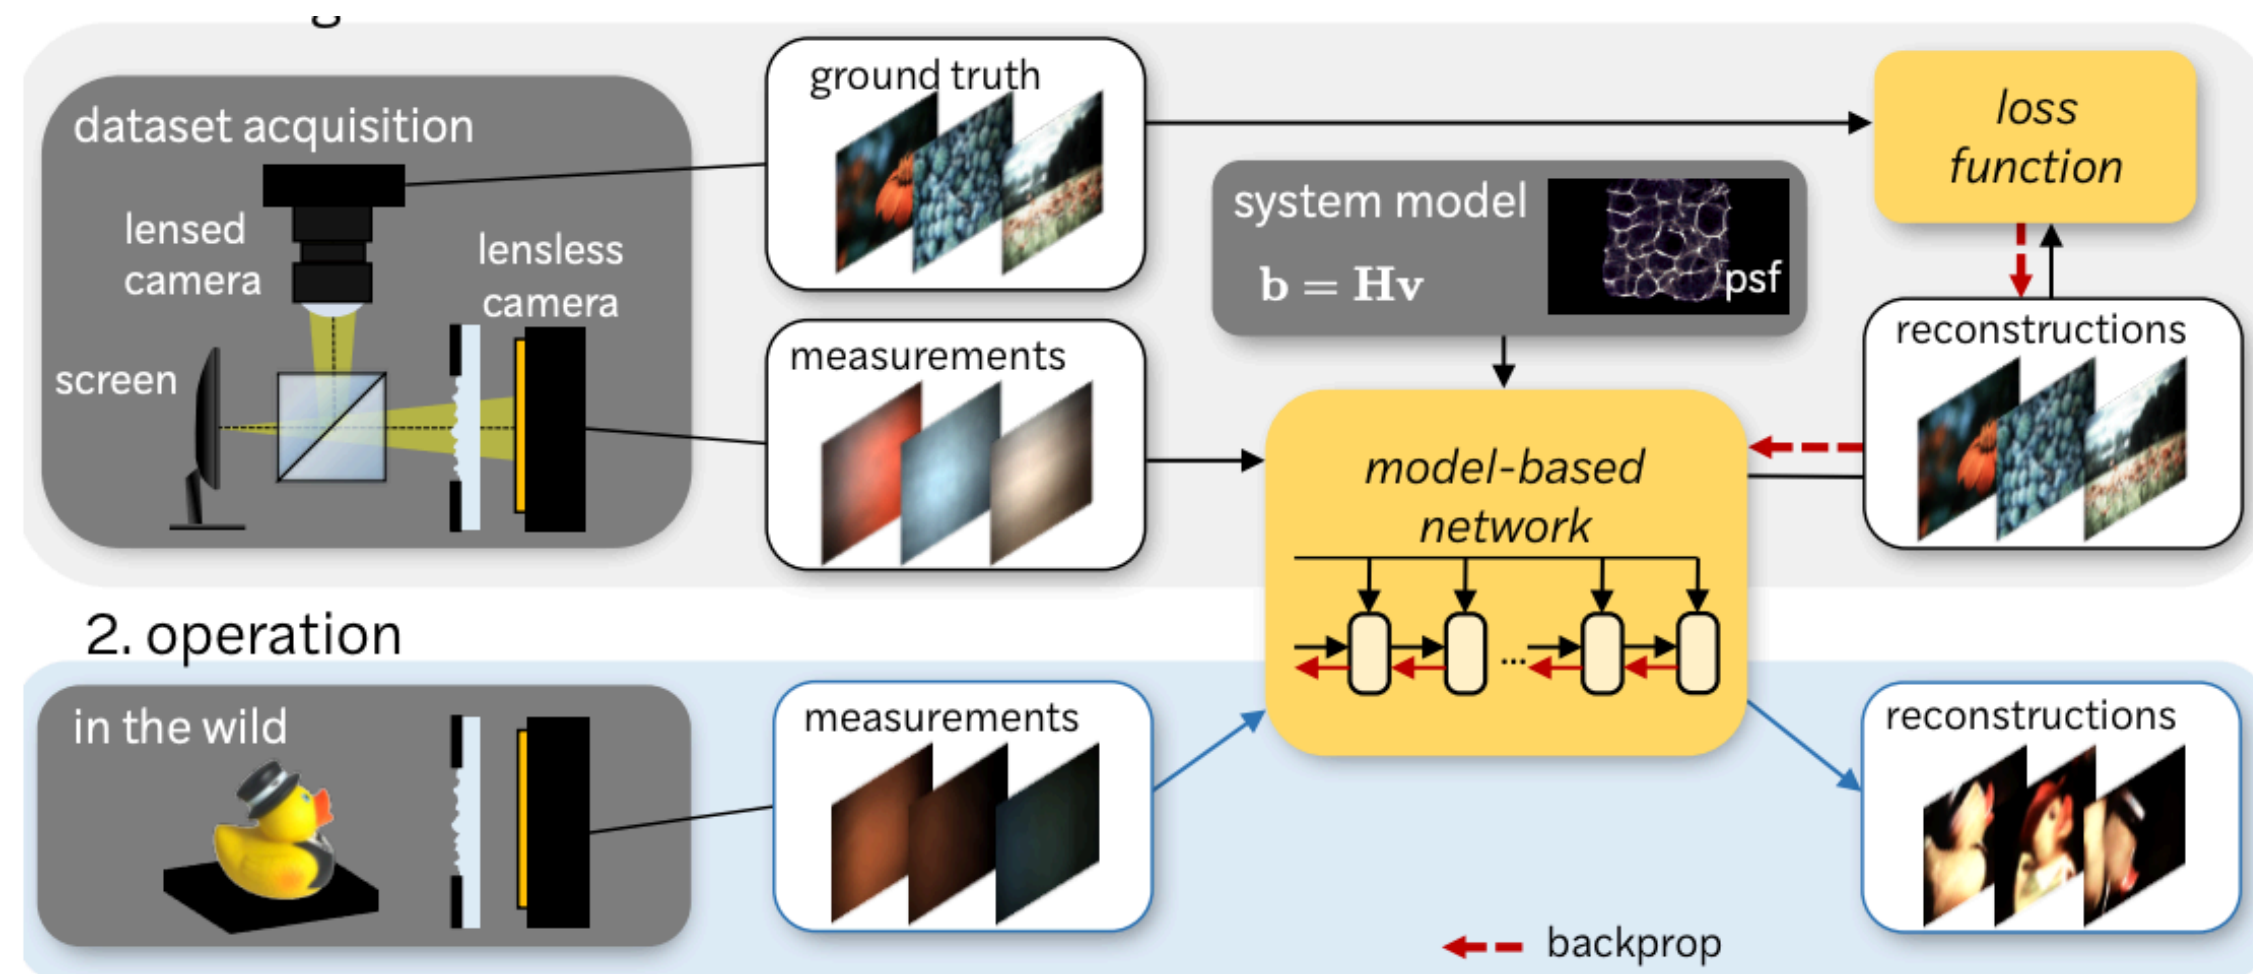 dataset acquisition
lensed
camera
lensless
camera
screen
ground truth
measurements
system model
b = Hv
psf
loss
function
reconstructions
model-based
network
...
2. operation
in the wild
measurements
reconstructions
backprop